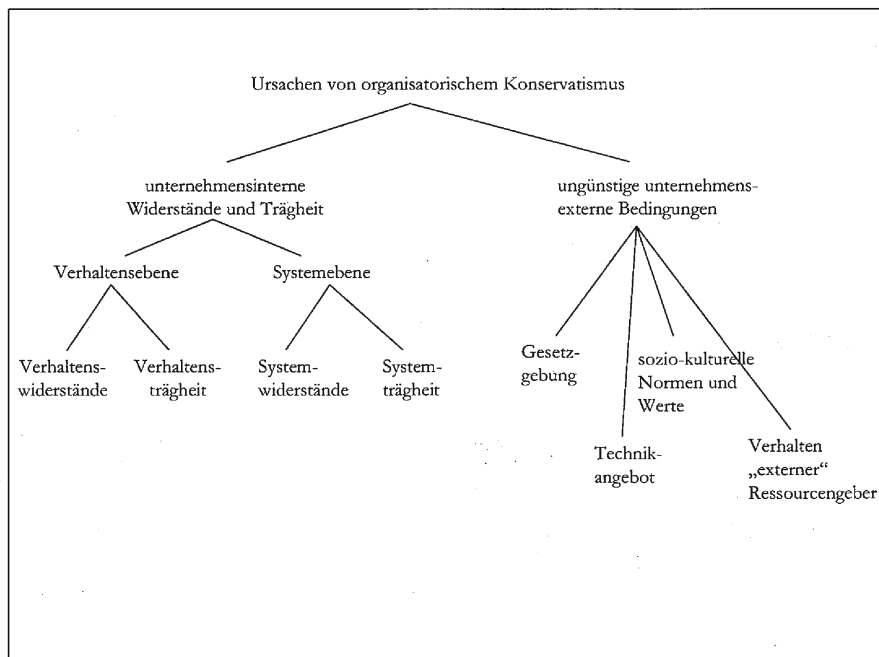 Ursachen von organisatorischem Konservatismus
unternehmensinterne
Widerstände und Trägheit
ungünstige unternehmens-
externe Bedingungen
Verhaltensebene
Systemebene
Verhaltens-
widerstände
Verhaltens-
trägheit
System-
widerstände
System-
trägheit
Gesetz-
gebung
sozio-kulturelle
Normen und
Werte
Technik-
angebot
Verhalten
„externer“
Ressourcengeber